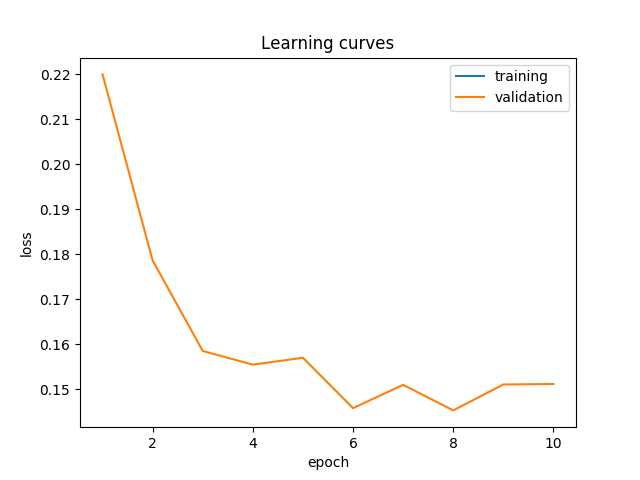 Learning curves
training
validation
0.22
0.21
0.20
0.19
0.18
0.17
0.16
0.15
loss
2 4 6 8 10
epoch